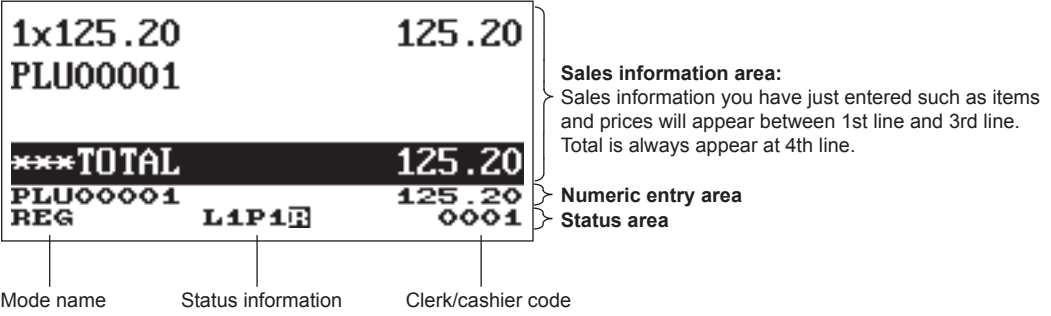 1x125.20 125.20
PLU00001
***TOTAL 125.20
PLU00001 125.20
REG L1P1R 0001
Sales information area:
Sales information you have just entered such as items
and prices will appear between 1st line and 3rd line.
Total is always appear at 4th line.
Numeric entry area
Status area
Mode name Status information Clerk/cashier code